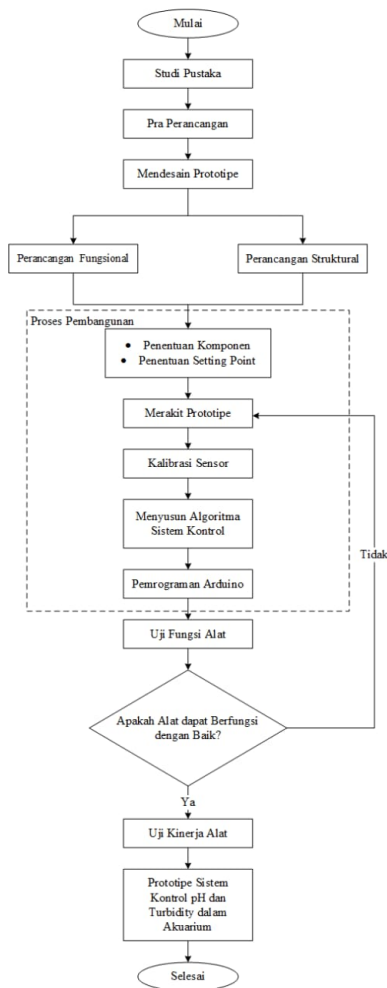 Mulai
Studi Pustaka
Pra Perancangan
Mendesain Prototipe
Perancangan Fungsional
Perancangan Struktural
Proses Pembangunan
• Penentuan Komponen
• Penentuan Setting Point
Merakit Prototipe
Kalibrasi Sensor
Menyusun Algoritma
Sistem Kontrol
Pemrograman Arduino
Tidak
Uji Fungsi Alat
Apakah Alat dapat Berfungsi
dengan Baik?
Ya
Uji Kinerja Alat
Prototipe Sistem
Kontrol pH dan
Turbidity dalam
Akuarium
Selesai